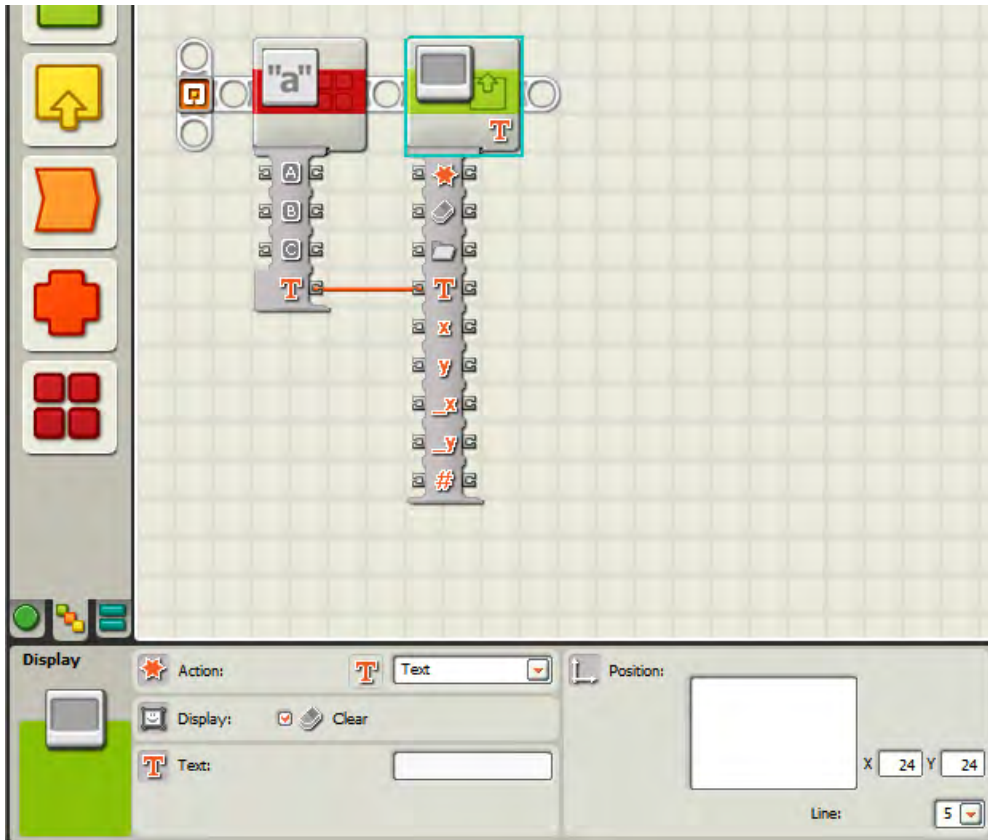 "a"
T
A
B
C
T T
x
y
_x
_y
#
Display
Action: T Text
Position:
Display: Clear
T Text:
X 24 Y 24
Line: 5